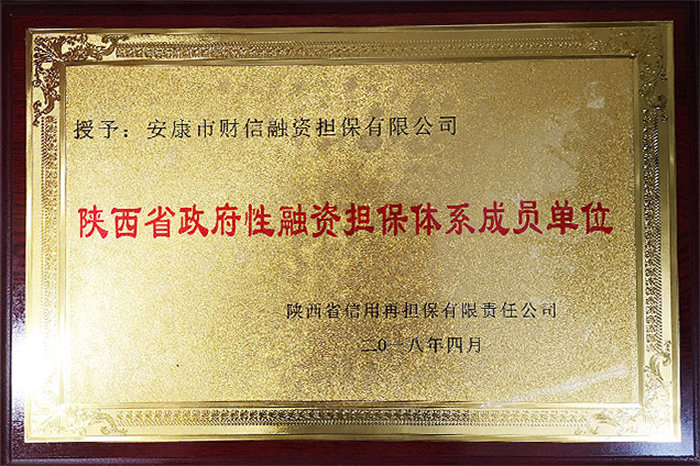 授予：安康市财信融资担保有限公司
陕西省政府性融资担保体系成员单位
陕西省信用再担保有限责任公司
二〇一八年四月